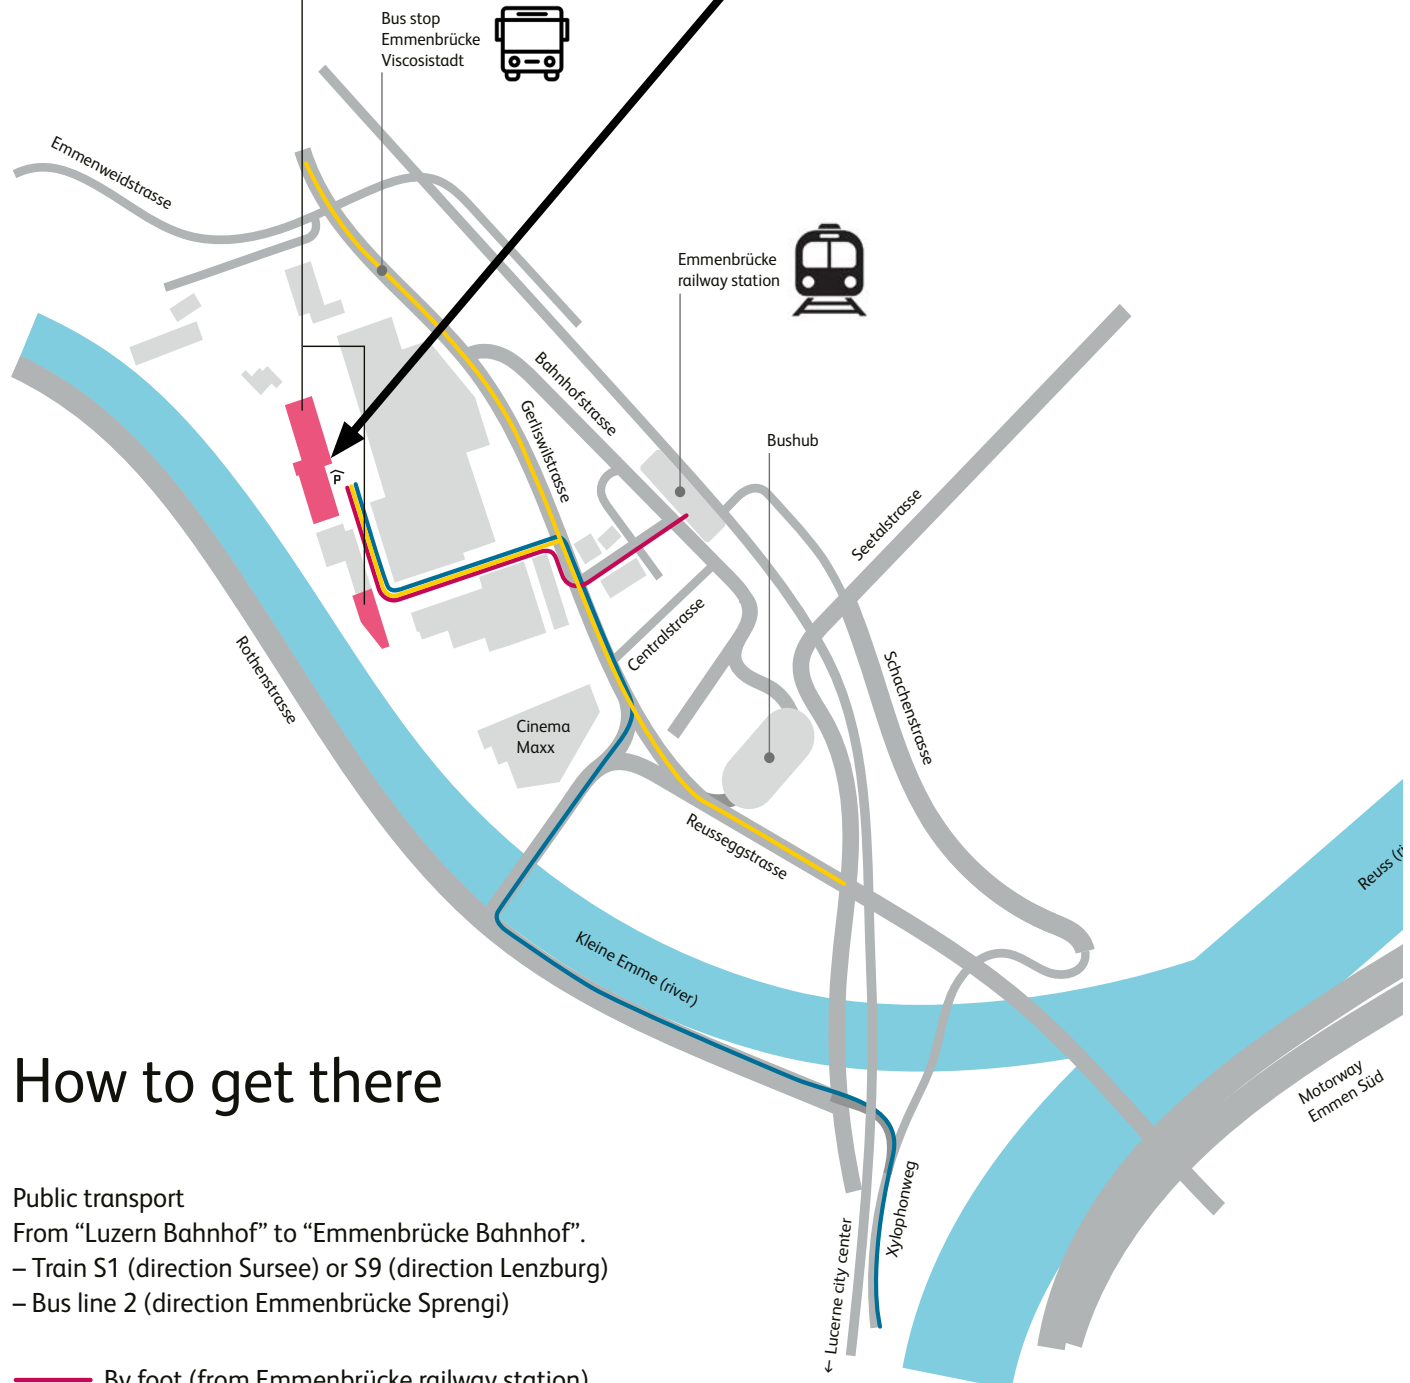 Bus stop
Emmenbrücke
Viscosistadt
Emmenweidstrasse
Emmenbrücke
railway station
Bahnhofstrasse
Gerliswilstrasse
Bushub
P
Seetalstrasse
Centralstrasse
Rothenstrasse
Schachenstrasse
Cinema
Maxx
Reusseggstrasse
Reuss (ri
Kleine Emme (river)
Motorway
Emmen Süd
Xylophonweg
← Lucerne city center
How to get there
Public transport
From “Luzern Bahnhof” to “Emmenbrücke Bahnhof”.
– Train S1 (direction Sursee) or S9 (direction Lenzburg)
– Bus line 2 (direction Emmenbrücke Sprengi)
By foot (from Emmenbrücke railway station)